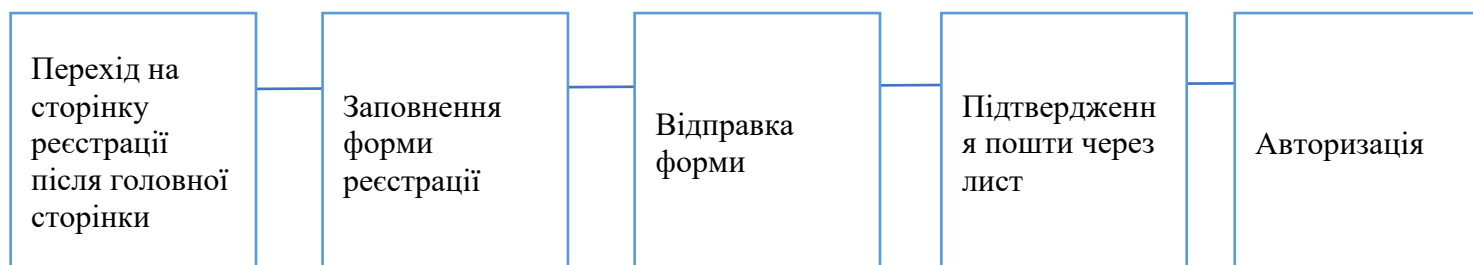 Перехід на
сторінку
реєстрації
після головної
сторінки
Заповнення
форми
реєстрації
Відправка
форми
Підтвердженн
я пошти через
лист
Авторизація